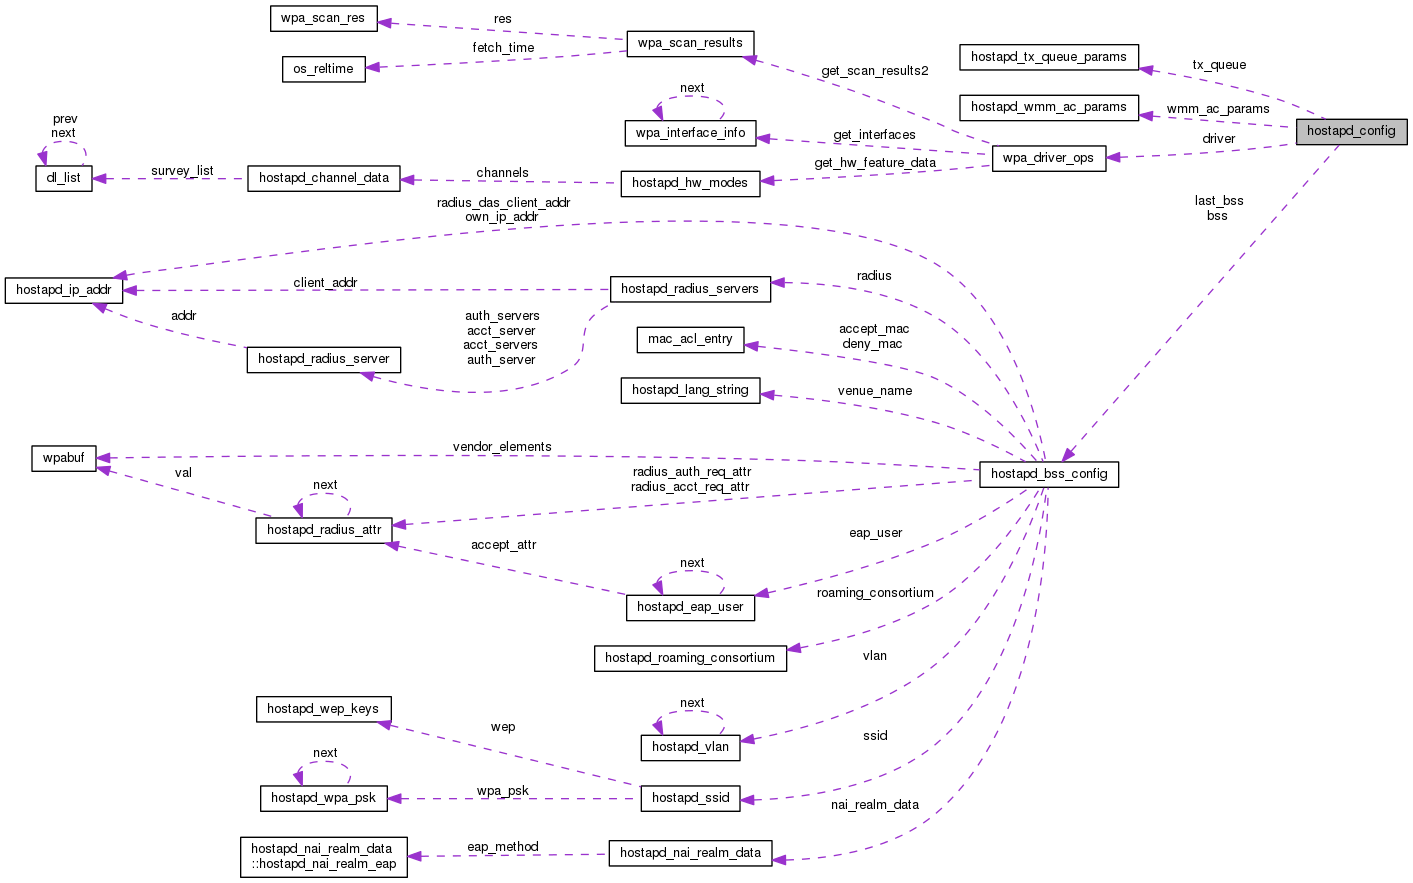 wpa_scan_res
res
fetch_time
os_reltime
wpa_scan_results
get_scan_results2
hostapd_tx_queue_params
tx_queue
hostapd_wmm_ac_params
wmm_ac_params
hostapd_config
driver
next
wpa_interface_info
get_interfaces
wpa_driver_ops
get_hw_feature_data
prev
next
dl_list
survey_list
hostapd_channel_data
channels
hostapd_hw_modes
last_bss
bss
radius_das_client_addr
own_ip_addr
hostapd_ip_addr
client_addr
hostapd_radius_servers
radius
addr
auth_servers
acct_server
acct_servers
auth_server
hostapd_radius_server
mac_acl_entry
accept_mac
deny_mac
hostapd_lang_string
venue_name
wpabuf
vendor_elements
hostapd_bss_config
val
next
hostapd_radius_attr
radius_auth_req_attr
radius_acct_req_attr
accept_attr
next
hostapd_eap_user
eap_user
roaming_consortium
hostapd_roaming_consortium
vlan
next
hostapd_vlan
hostapd_wep_keys
wep
ssid
next
hostapd_wpa_psk
wpa_psk
hostapd_ssid
nai_realm_data
hostapd_nai_realm_data
::hostapd_nai_realm_eap
eap_method
hostapd_nai_realm_data